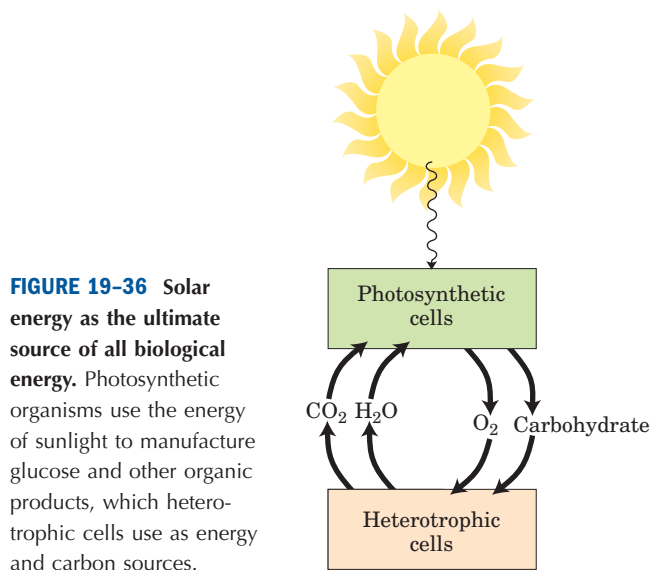 FIGURE 19–36 Solar
energy as the ultimate
source of all biological
energy. Photosynthetic
organisms use the energy
of sunlight to manufacture
glucose and other organic
products, which hetero-
trophic cells use as energy
and carbon sources.
Photosynthetic
cells
CO₂ H₂O O₂ Carbohydrate
Heterotrophic
cells